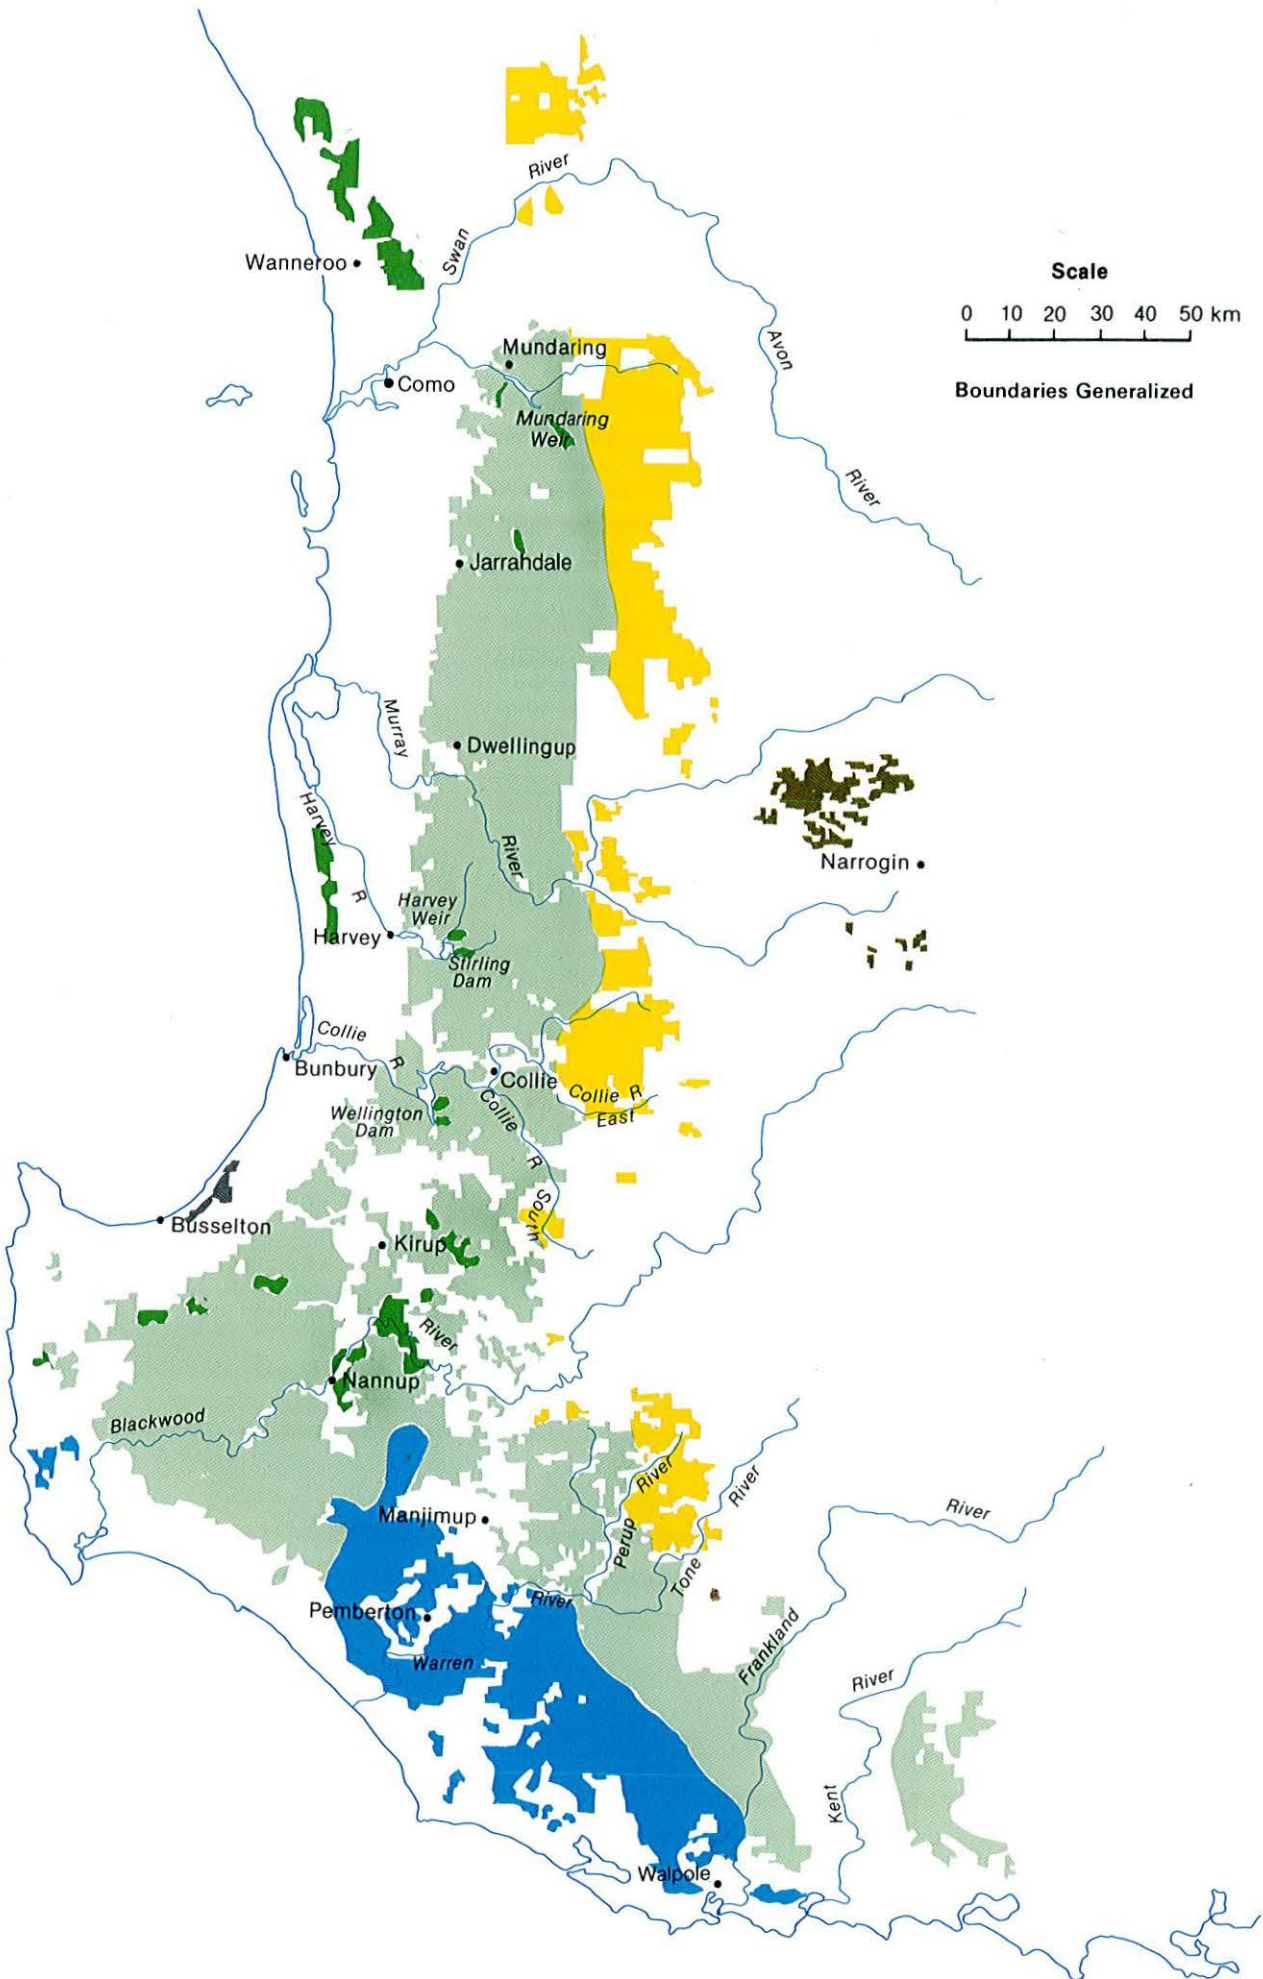 River
Swan
Wanneroo
Scale
0 10 20 30 40 50 km
Boundaries Generalized
Avon
River
Mundaring
Como
Mundaring
Weir
Jarrahdale
Murray
River
Dwellingup
Harvey
R
Narrogin
Harvey
Weir
Harvey
Stirling
Dam
Collie
R
Bunbury
Collie
Collie R
East
Collie
R
South
Wellington
Dam
Busselton
Kirup
River
Nannup
Blackwood
Manjimup
River
Perup
River
Tone
River
River
Pemberton
Warren
Frankland
River
Kent
Walpole